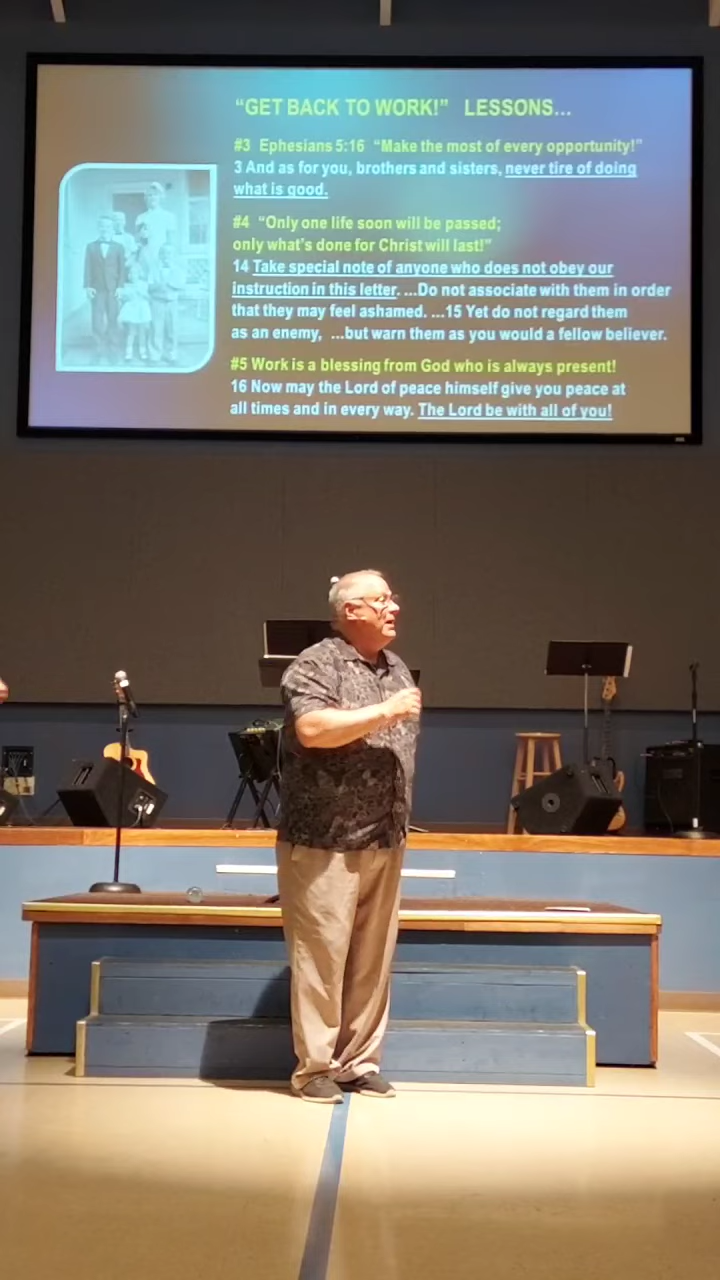 “GET BACK TO WORK!” LESSONS…
#3 Ephesians 5:16 “Make the most of every opportunity!”
3 And as for you, brothers and sisters, never tire of doing
what is good.
#4 “Only one life soon will be passed;
only what’s done for Christ will last!”
14 Take special note of anyone who does not obey our
instruction in this letter. …Do not associate with them in order
that they may feel ashamed. …15 Yet do not regard them
as an enemy, …but warn them as you would a fellow believer.
#5 Work is a blessing from God who is always present!
16 Now may the Lord of peace himself give you peace at
all times and in every way. The Lord be with all of you!